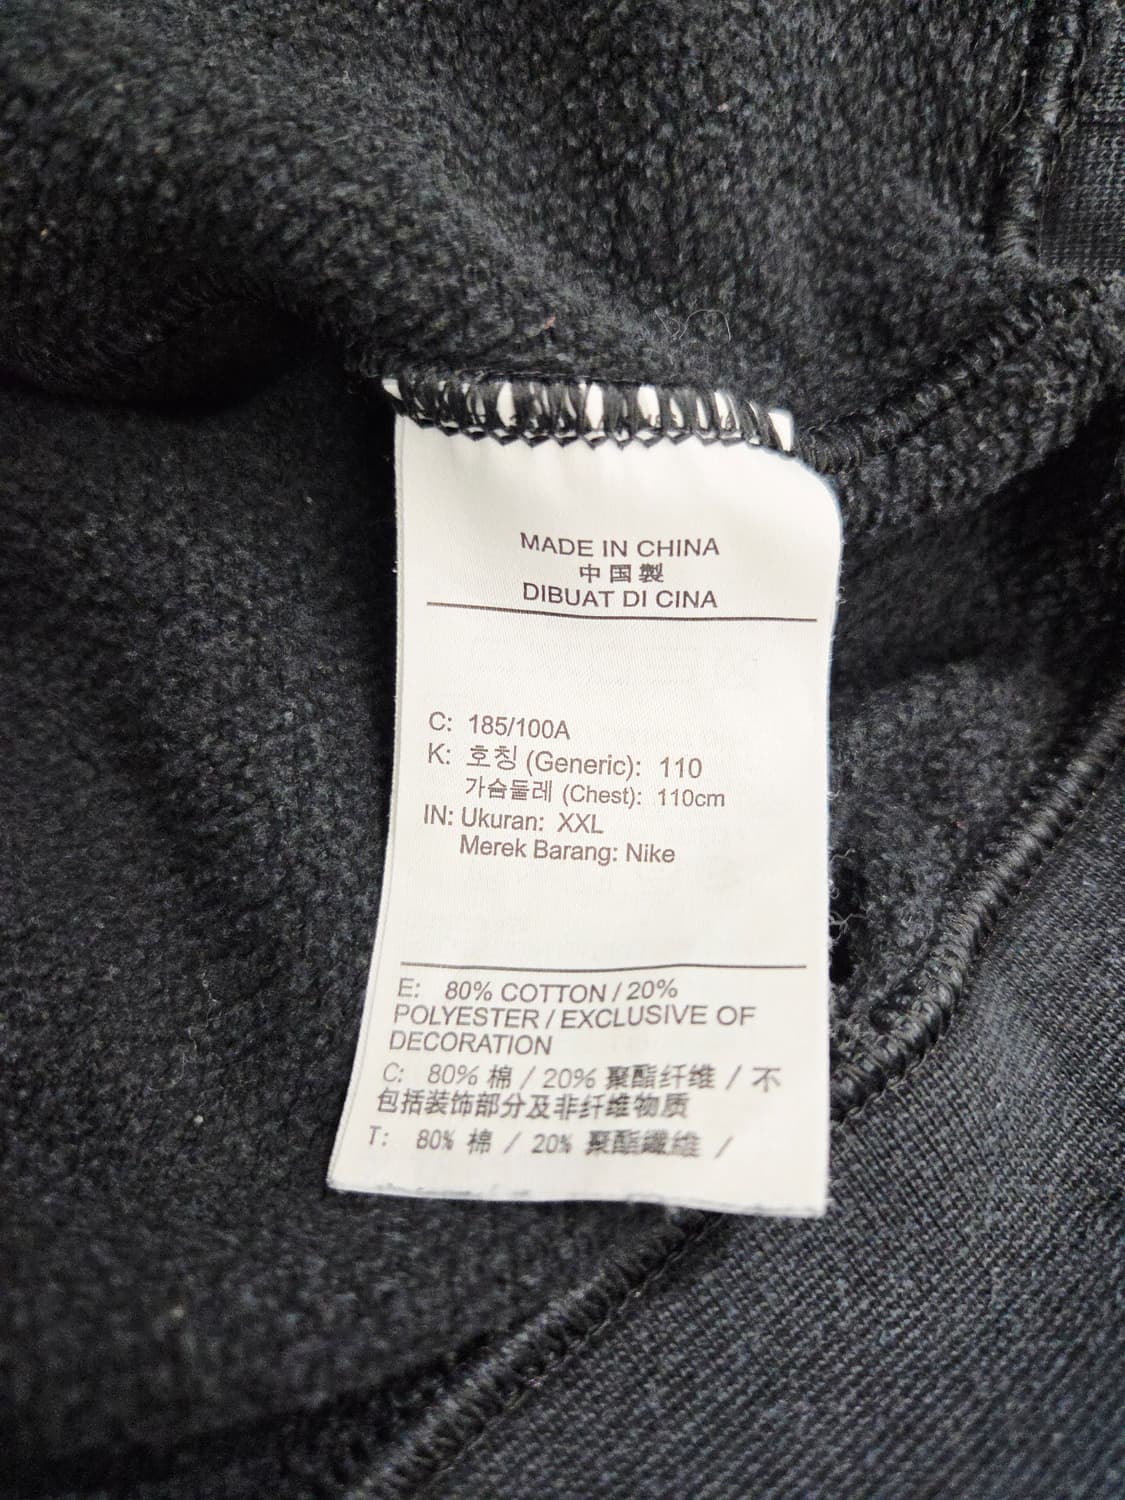 MADE IN CHINA
中国製
DIBUAT DI CINA
C: 185/100A
K: 호칭 (Generic): 110
가슴둘레 (Chest): 110cm
IN: Ukuran: XXL
Merek Barang: Nike
E: 80% COTTON / 20%
POLYESTER / EXCLUSIVE OF
DECORATION
C: 80% 棉 / 20% 聚酯纤维 / 不
包括装饰部分及非纤维物质
T: 80% 棉 / 20% 聚酯纖維 /